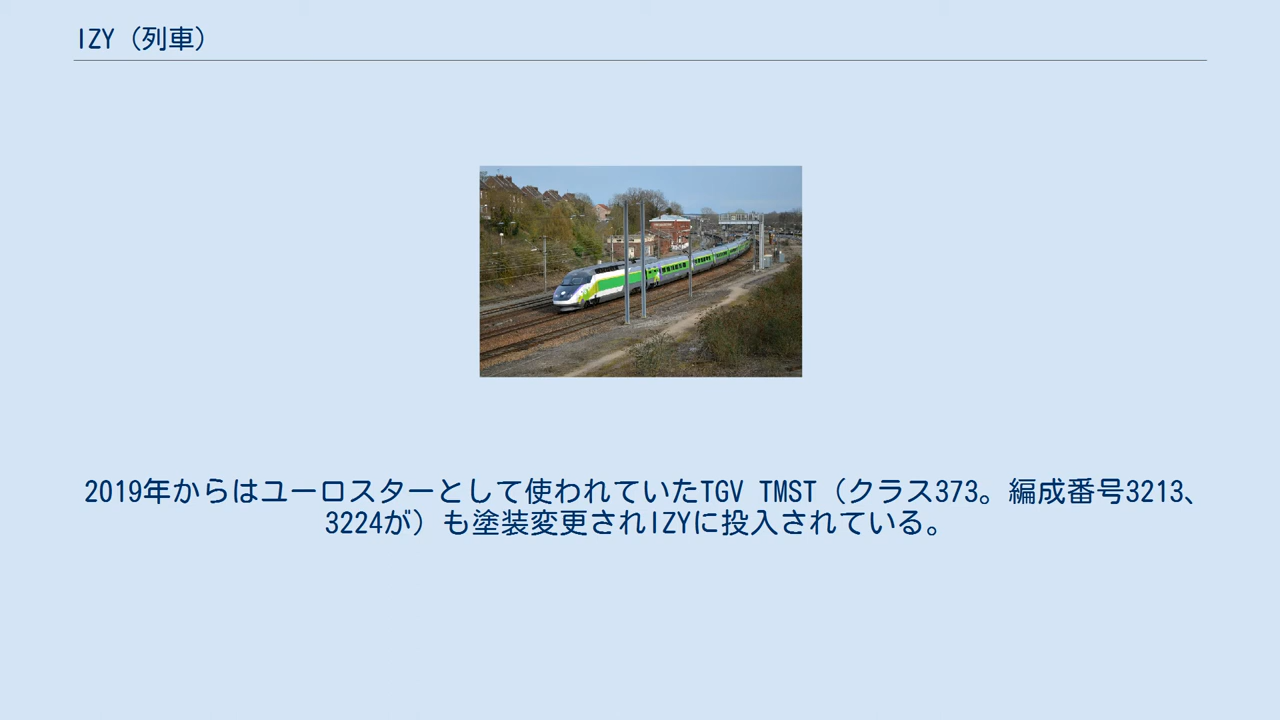 IZY（列車）
2019年からはユーロスターとして使われていたTGV TMST（クラス373。編成番号3213、
3224が）も塗装変更されIZYに投入されている。